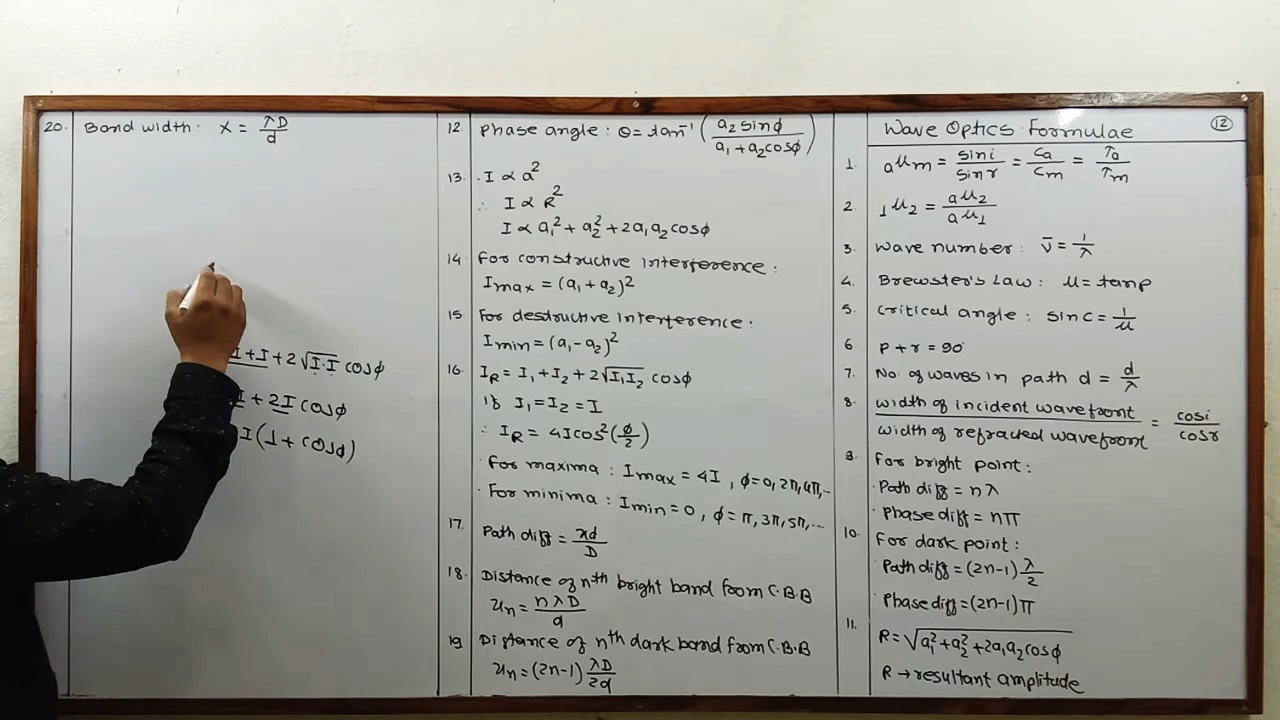 Wave Optics Formulae
12
1. aμm = sini/sinr = Ca/Cm = λa/λm
2. 1μ2 = aμ2/aμ1
3. Wave number: ν̄ = 1/λ
4. Brewster's Law: μ = tanp
5. Critical angle: sinc = 1/μ
6 p + r = 90
7. No. of waves in path d = d/λ
8. width of incident wavefront/width of refracted wavefront = cosi/cosr
9. For bright point:
Path diff = nλ
Phase diff = nπ
10. For dark point:
Path diff = (2n-1) λ/2
Phase diff = (2n-1)π
11. R = √a1² + a2² + 2a1a2cosϕ
R → resultant amplitude
12 Phase angle: θ = tan⁻¹ (a2 sinϕ/a1 + a2cosϕ)
13. I ∝ a²
∴ I ∝ R²
I ∝ a1² + a2² + 2a1a2cosϕ
14 For constructive interference:
Imax = (a1 + a2)²
15 For destructive interference:
Imin = (a1 - a2)²
16 IR = I1 + I2 + 2√I1I2 cosϕ
If I1 = I2 = I
∴ IR = 4Icos²(ϕ/2)
For maxima: Imax = 4I, ϕ = 0, 2π, 4π,...
For minima: Imin = 0, ϕ = π, 3π, 5π,...
17. Path diff = xd/D
18. Distance of nth bright band from C.B.B
xn = nλD/d
19 Distance of nth dark band from C.B.B
xn = (2n-1) λD/2d
20. Band width: X = λD/d
I + I + 2√I·I cosϕ
I + 2I cosϕ
I(1 + cosϕ)